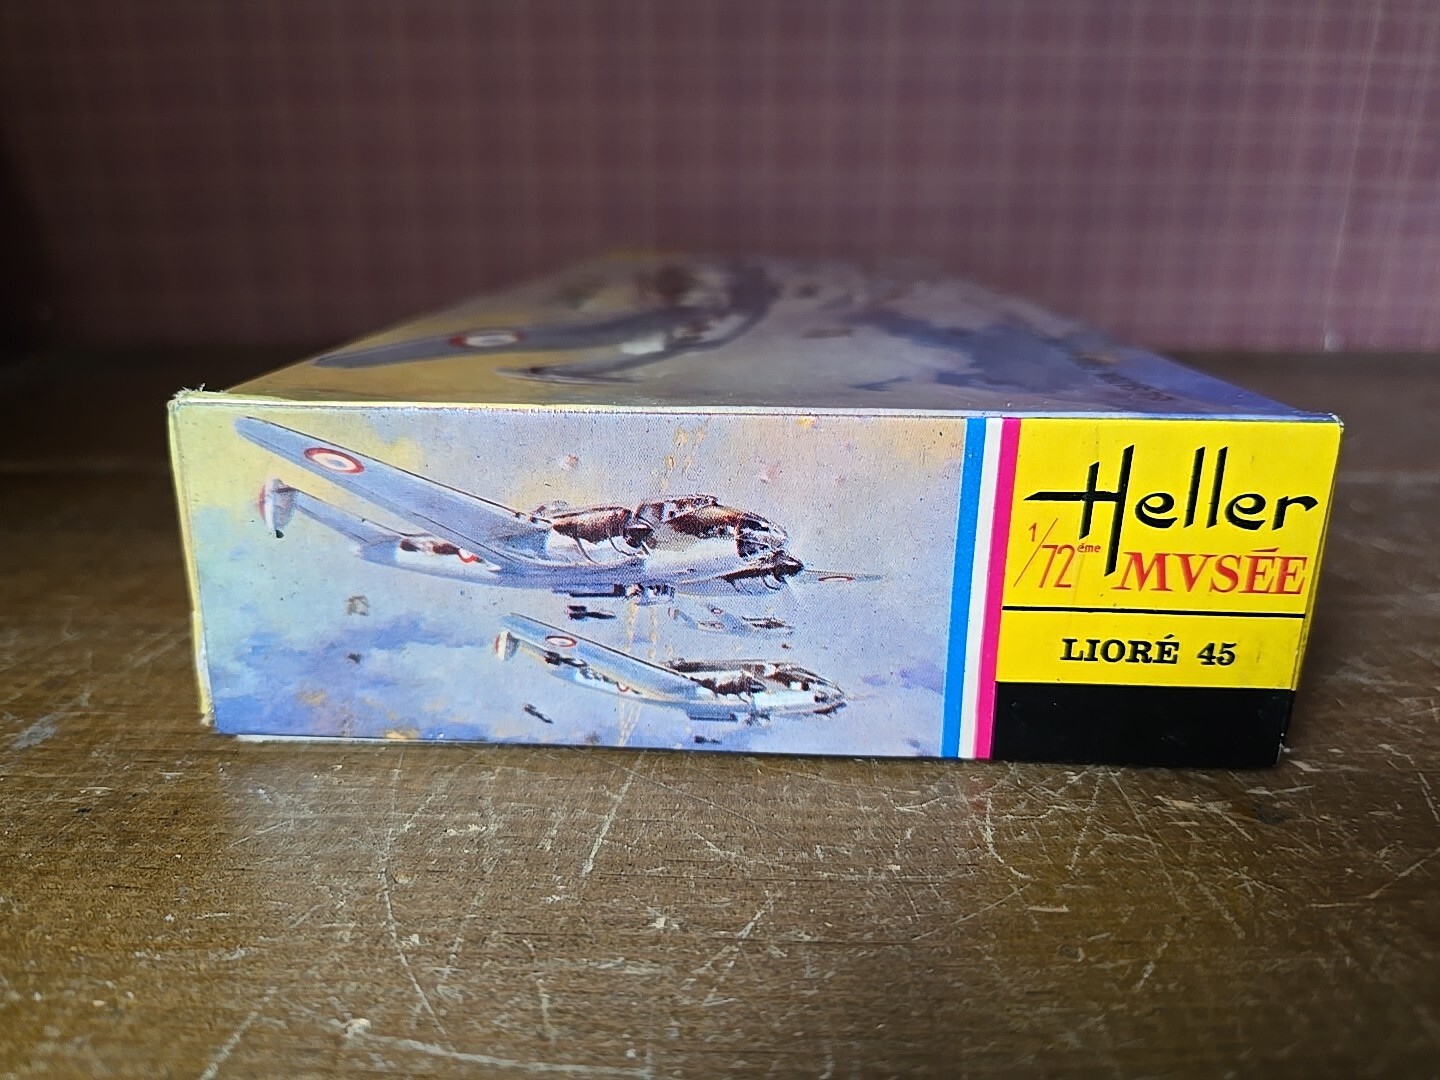 Heller
1/72ème MVSÉE
LIORÉ 45